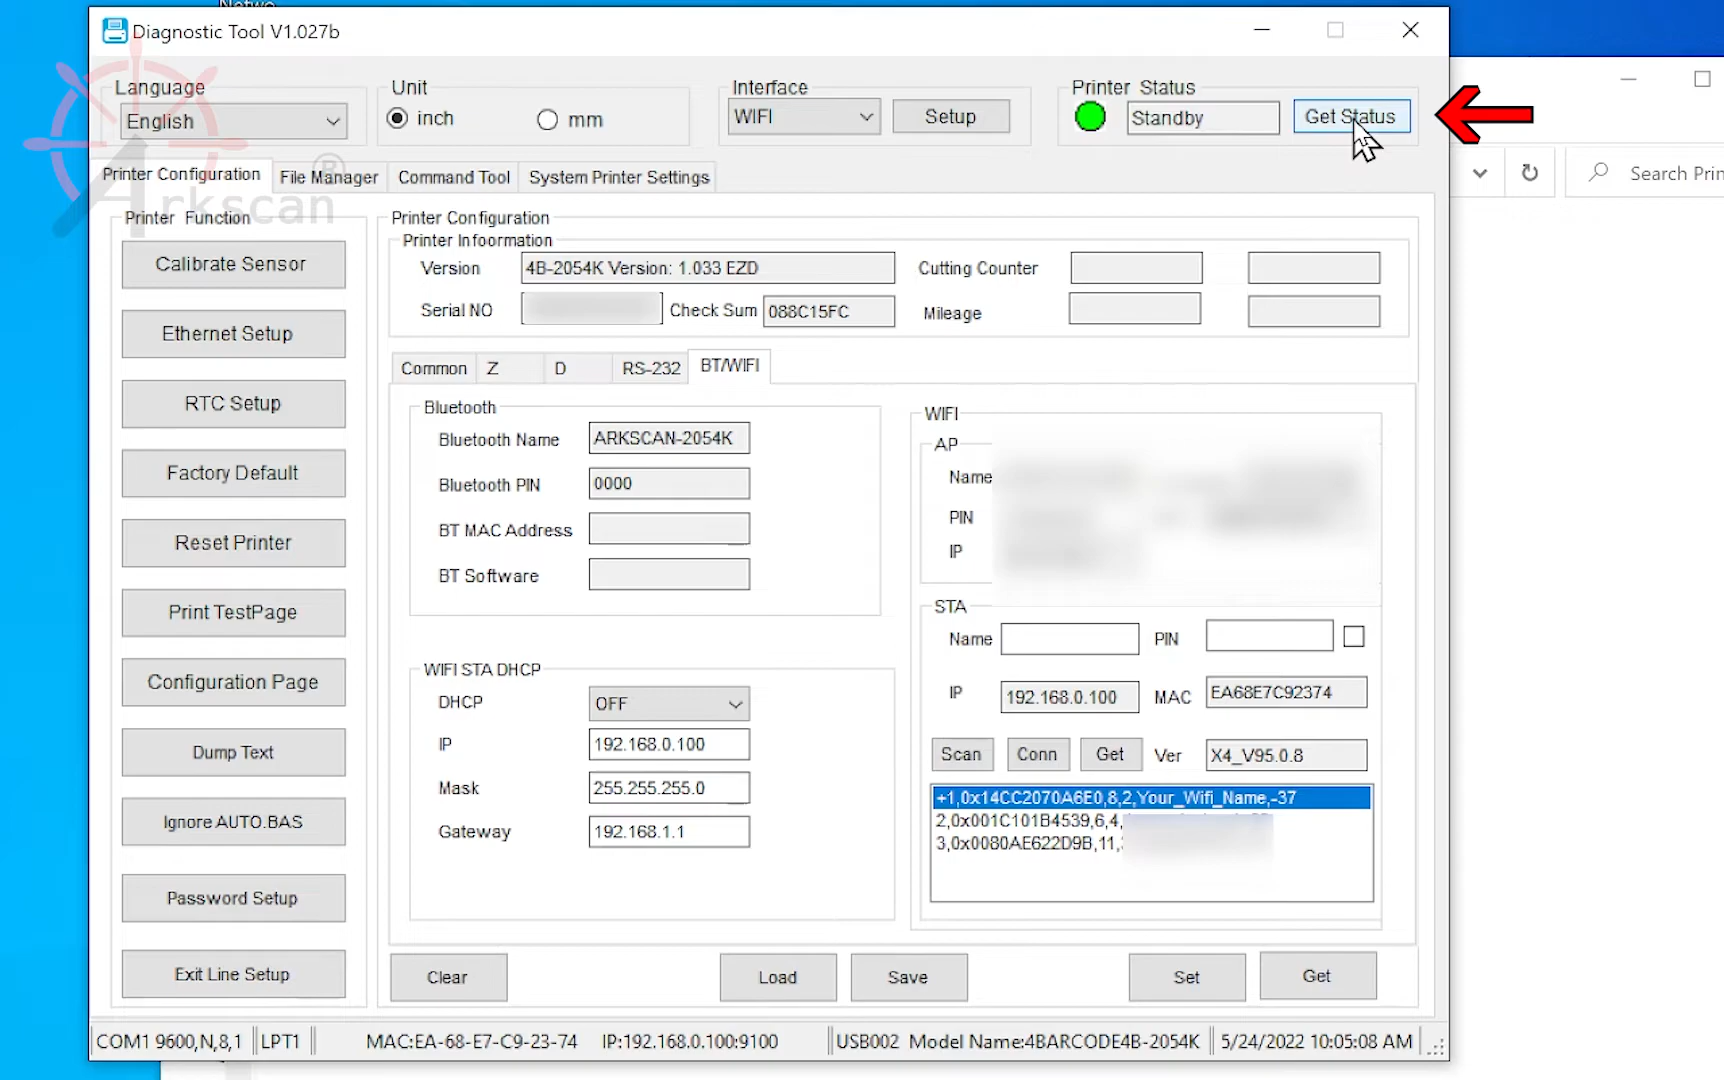 Netwo
Diagnostic Tool V1.027b
Language
English
Unit
inch
mm
Interface
WIFI
Setup
Printer Status
Standby
Get Status
Printer Configuration
File Manager
Command Tool
System Printer Settings
Search Prin
Arkscan®
Printer Function
Calibrate Sensor
Ethernet Setup
RTC Setup
Factory Default
Reset Printer
Print TestPage
Configuration Page
Dump Text
Ignore AUTO.BAS
Password Setup
Exit Line Setup
Printer Configuration
Printer Infoormation
Version
4B-2054K Version: 1.033 EZD
Cutting Counter
Serial NO
Check Sum
088C15FC
Mileage
Common
Z
D
RS-232
BT/WIFI
Bluetooth
Bluetooth Name
ARKSCAN-2054K
Bluetooth PIN
0000
BT MAC Address
BT Software
WIFI STA DHCP
DHCP
OFF
IP
192.168.0.100
Mask
255.255.255.0
Gateway
192.168.1.1
WIFI
AP
Name
PIN
IP
STA
Name
PIN
IP
192.168.0.100
MAC
EA68E7C92374
Scan
Conn
Get
Ver
X4_V95.0.8
+1,0x14CC2070A6E0,8,2,Your_Wifi_Name,-37
2,0x001C101B4539,6,4,
3,0x0080AE622D9B,11,
Clear
Load
Save
Set
Get
COM1 9600,N,8,1
LPT1
MAC:EA-68-E7-C9-23-74
IP:192.168.0.100:9100
USB002
Model Name:4BARCODE4B-2054K
5/24/2022 10:05:08 AM